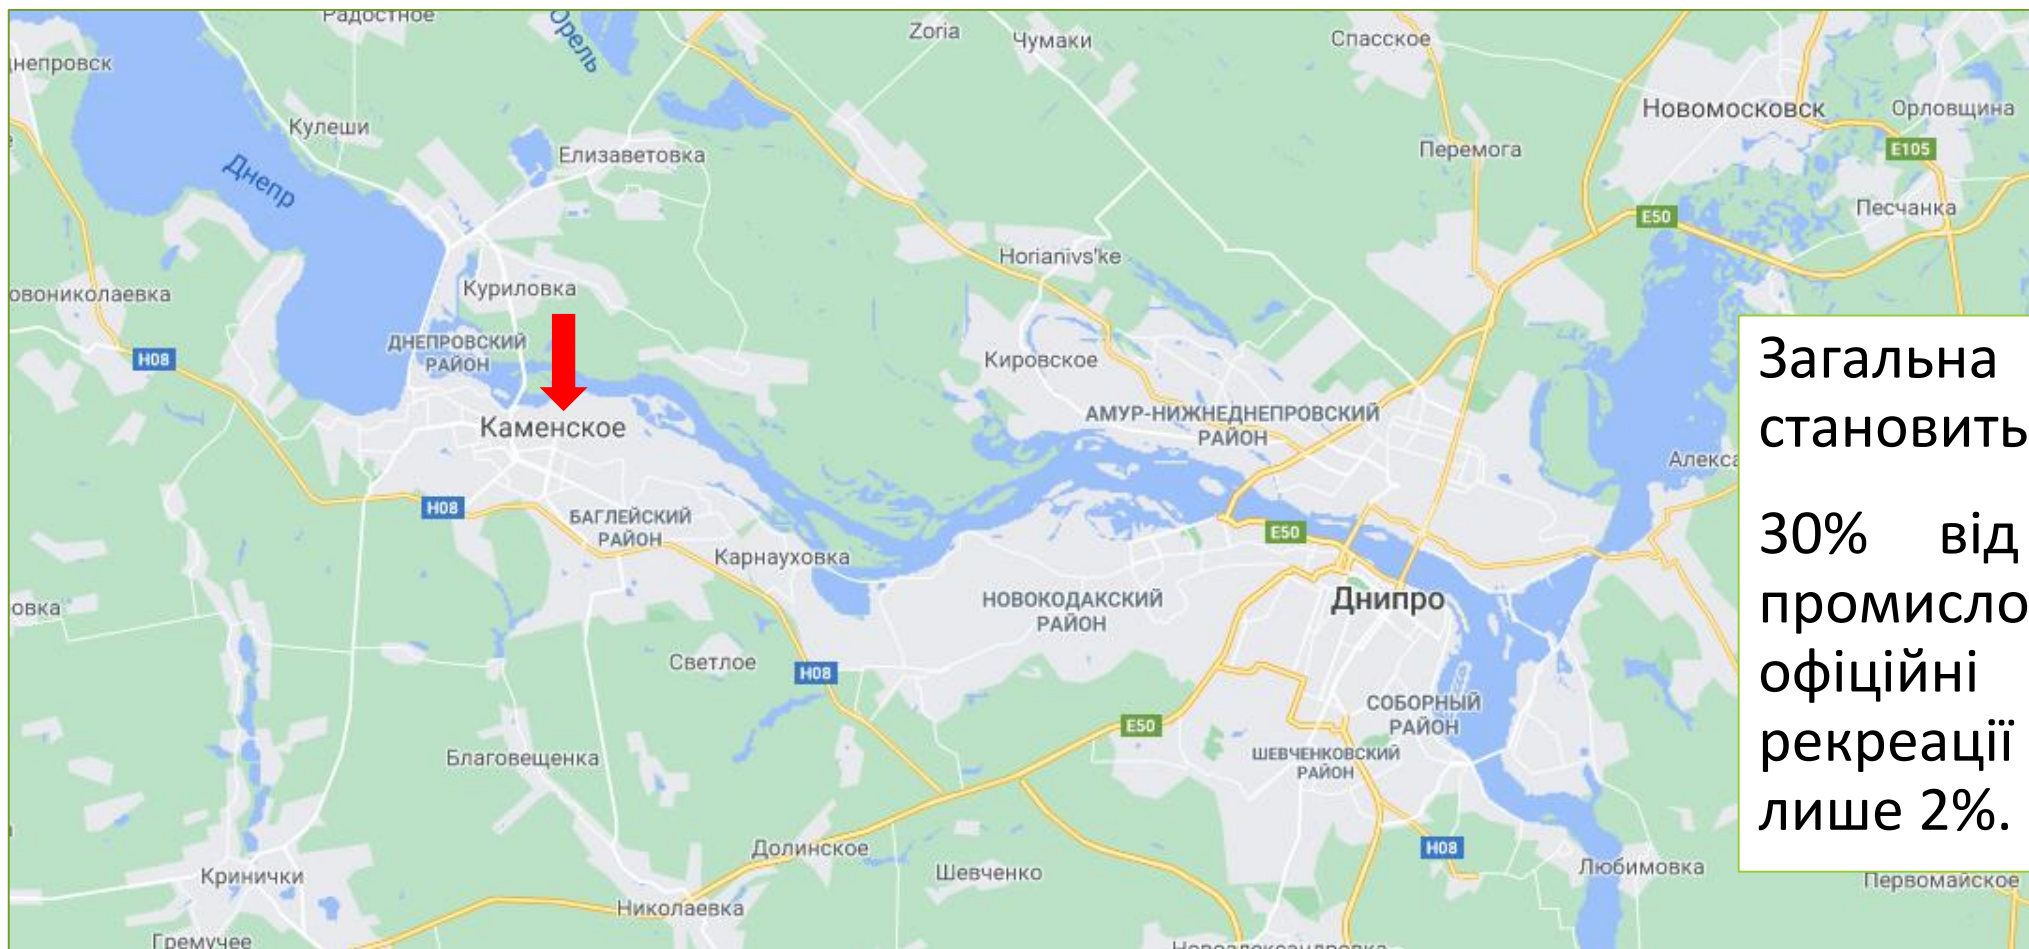 Радостное
Орель
Zoria
Чумаки
Спасское
непровск
Новомосковск
Орловщина
Кулеши
Елизаветовка
Перемога
E105
Днепр
Песчанка
E50
Horianivs'ke
овониколаевка
Куриловка
ДНЕПРОВСКИЙ
РАЙОН
H08
Кировское
Каменское
АМУР-НИЖНЕДНЕПРОВСКИЙ
РАЙОН
Алекса
H08
БАГЛЕЙСКИЙ
РАЙОН
E50
Карнауховка
НОВОКОДАКСКИЙ
РАЙОН
Днипро
овка
Светлое
H08
СОБОРНЫЙ
РАЙОН
E50
Благовещенка
ШЕВЧЕНКОВСКИЙ
РАЙОН
Долинское
H08
Кринички
Шевченко
Любимовка
Первомайское
Николаевка
Гремучее
Новоалександровка
Загальна
становить
30% від
промисло
офіційні
рекреації
лише 2%.